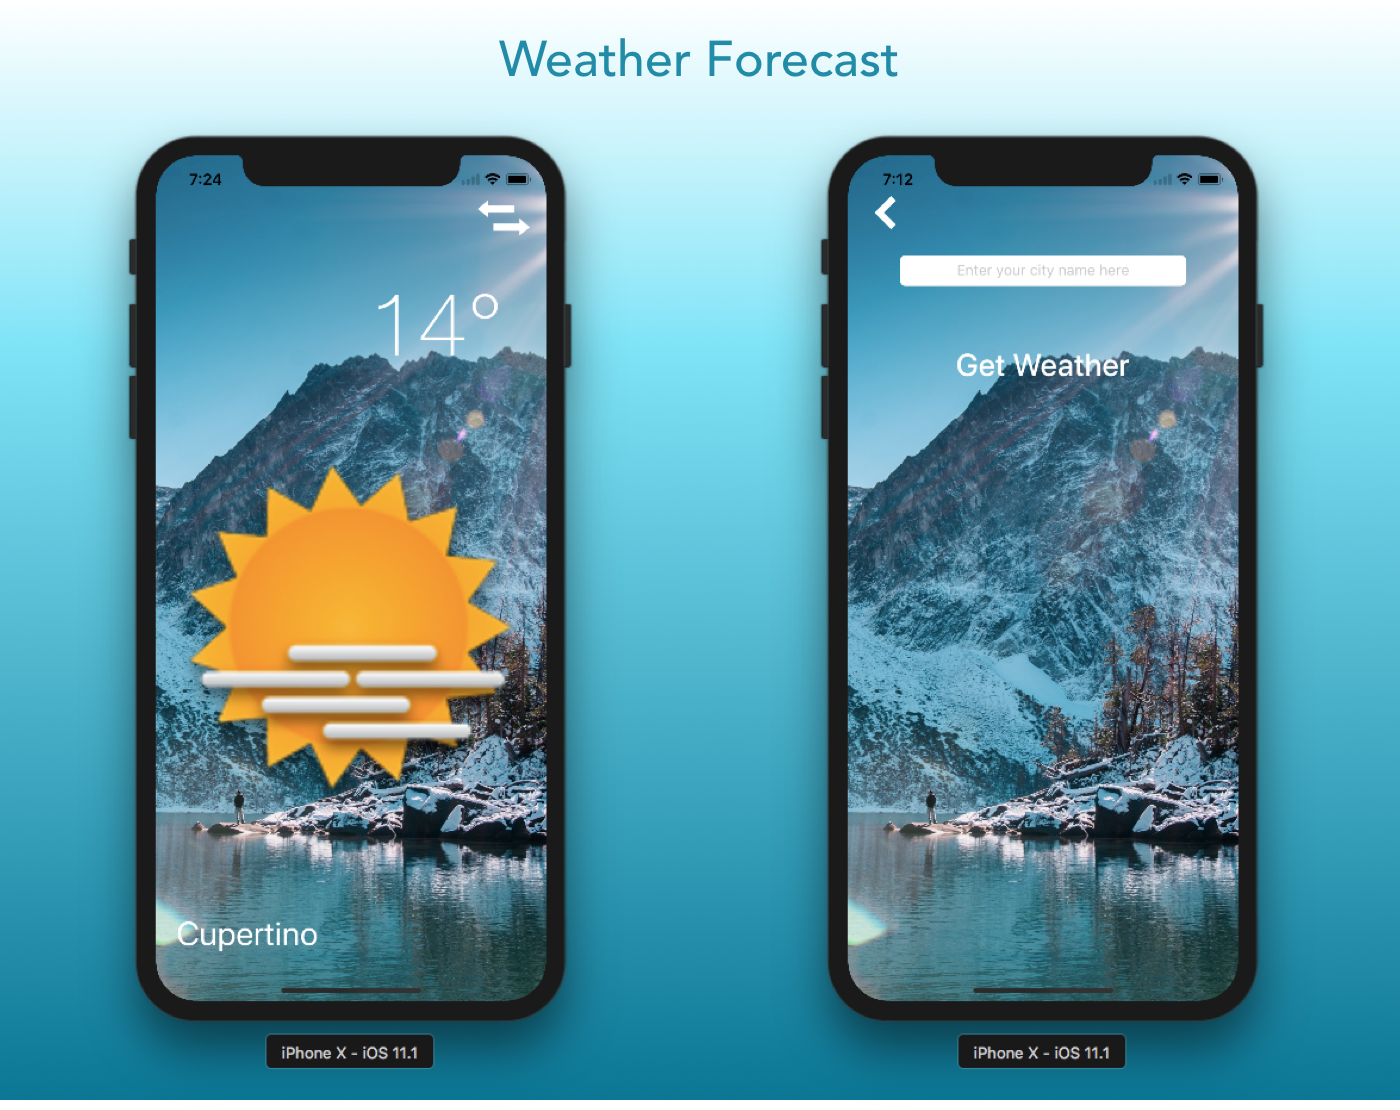 Weather Forecast
7:24
14°
Cupertino
iPhone X - iOS 11.1
7:12
Enter your city name here
Get Weather
iPhone X - iOS 11.1